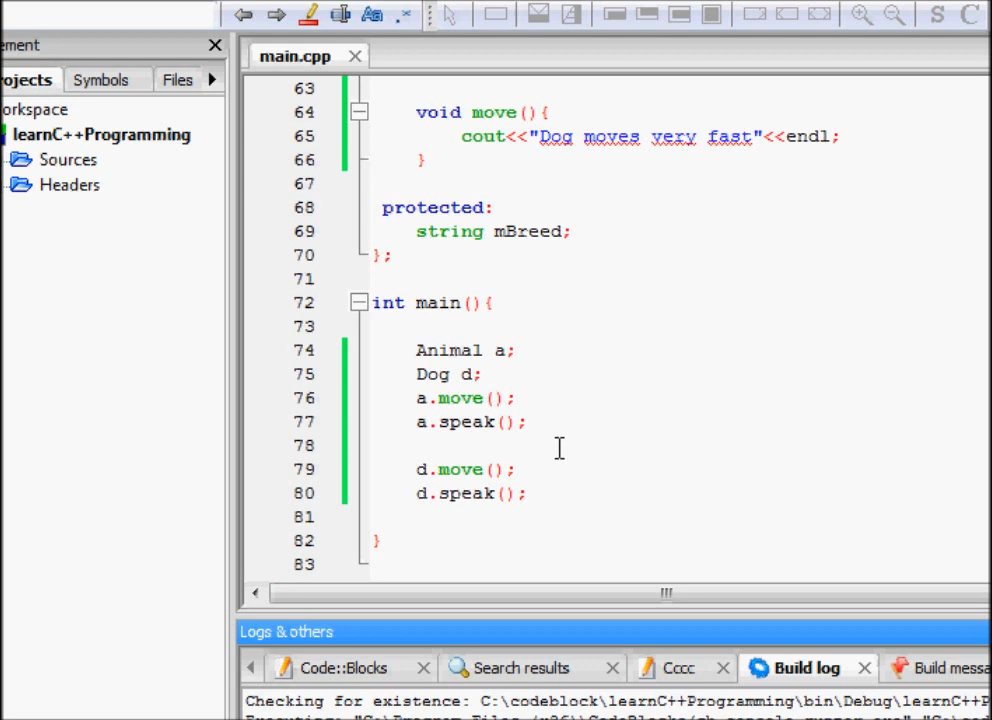 Aa .*
S C
ement
main.cpp
rojects Symbols Files
orkspace
learnC++Programming
Sources
Headers
63
64 void move(){
65 cout<<"Dog moves very fast"<<endl;
66 }
67
68 protected:
69 string mBreed;
70 };
71
72 int main(){
73
74 Animal a;
75 Dog d;
76 a.move();
77 a.speak();
78
79 d.move();
80 d.speak();
81
82 }
83
Logs & others
Code::Blocks Search results Cccc Build log Build messa
Checking for existence: C:\codeblock\learnC++Programming\bin\Debug\learnC++P